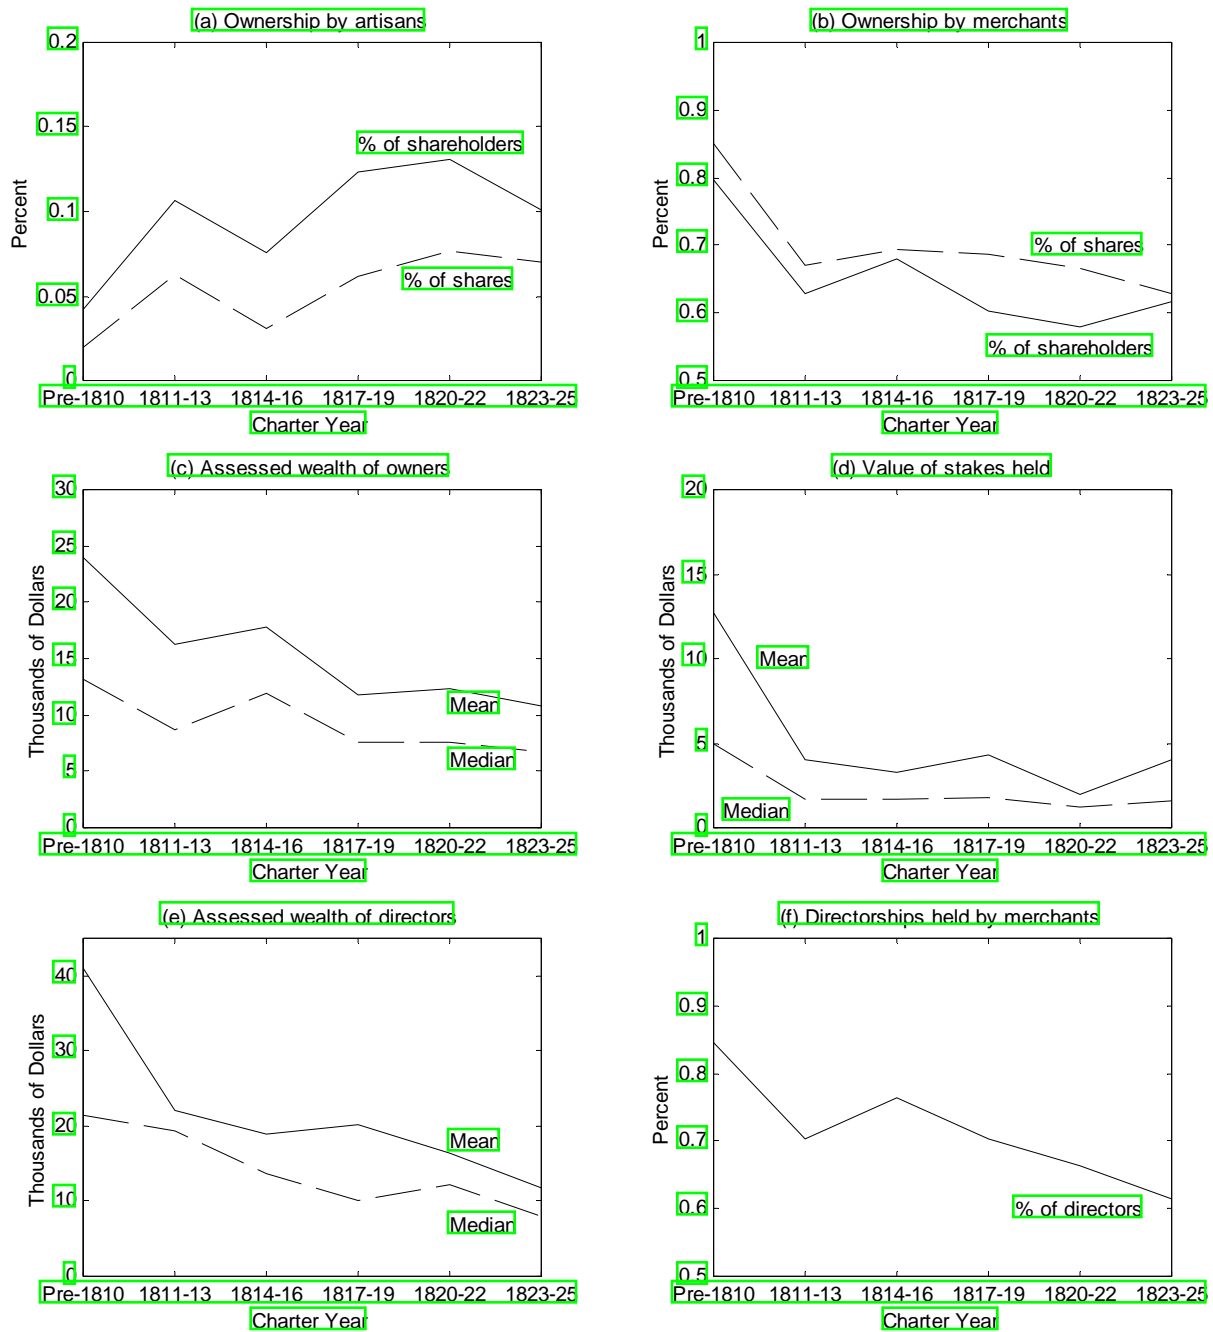 (a) Ownership by artisans
0.2
0.15
0.1
0.05
0
Percent
% of shareholders
% of shares
Pre-1810 1811-13 1814-16 1817-19 1820-22 1823-25
Charter Year
(b) Ownership by merchants
1
0.9
0.8
0.7
0.6
0.5
Percent
% of shares
% of shareholders
Pre-1810 1811-13 1814-16 1817-19 1820-22 1823-25
Charter Year
(c) Assessed wealth of owners
30
25
20
15
10
5
0
Thousands of Dollars
Mean
Median
Pre-1810 1811-13 1814-16 1817-19 1820-22 1823-25
Charter Year
(d) Value of stakes held
20
15
10
5
0
Thousands of Dollars
Mean
Median
Pre-1810 1811-13 1814-16 1817-19 1820-22 1823-25
Charter Year
(e) Assessed wealth of directors
40
30
20
10
0
Thousands of Dollars
Mean
Median
Pre-1810 1811-13 1814-16 1817-19 1820-22 1823-25
Charter Year
(f) Directorships held by merchants
1
0.9
0.8
0.7
0.6
0.5
Percent
% of directors
Pre-1810 1811-13 1814-16 1817-19 1820-22 1823-25
Charter Year